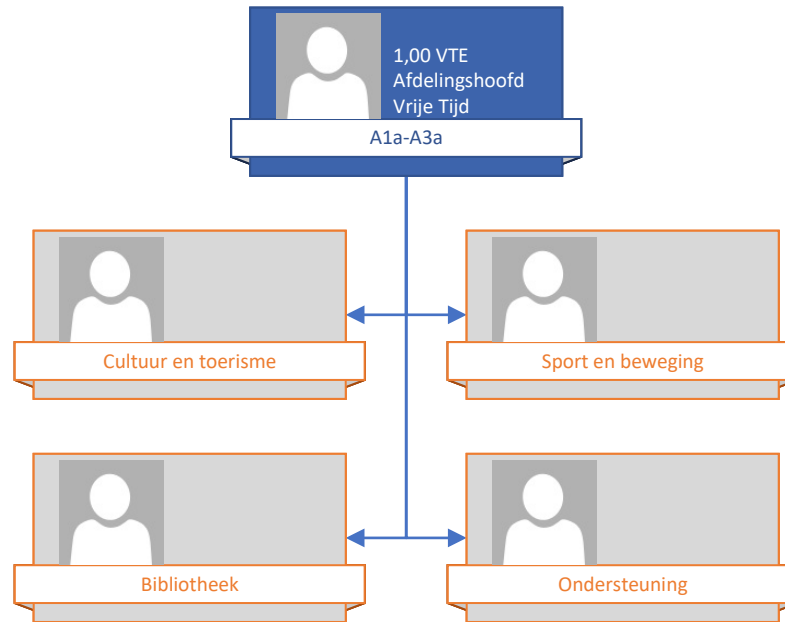 1,00 VTE
Afdelingshoofd
Vrije Tijd
A1a-A3a
Cultuur en toerisme
Sport en beweging
Bibliotheek
Ondersteuning